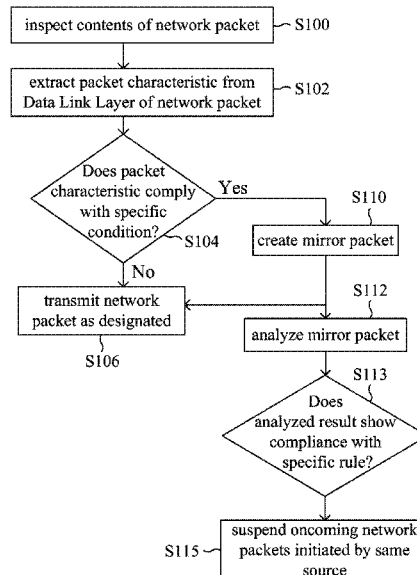 inspect contents of network packet
S100
extract packet characteristic from
Data Link Layer of network packet
S102
Does packet
characteristic comply
with specific
condition?
S104
Yes
No
S110
create mirror packet
transmit network
packet as designated
S106
S112
analyze mirror packet
S113
Does
analyzed result show
compliance with
specific rule?
suspend oncoming network
packets initiated by same
source
S115